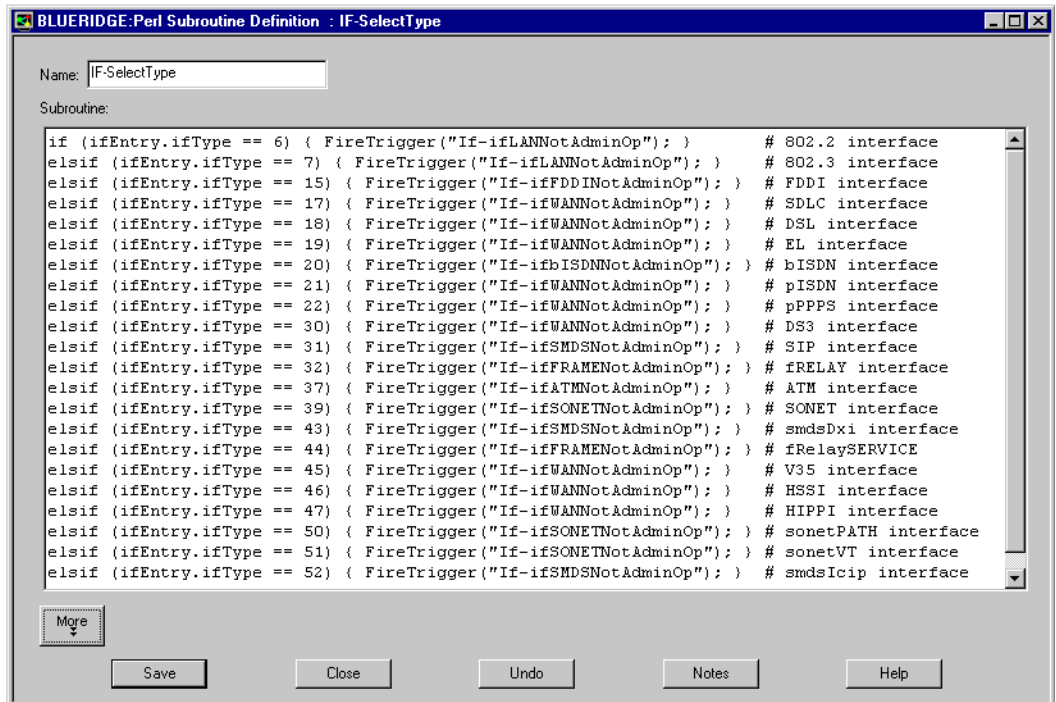 BLUERIDGE:Perl Subroutine Definition : IF-SelectType
Name: IF-SelectType
Subroutine:
if (ifEntry.ifType == 6) { FireTrigger("If-ifLANNotAdminOp"); } # 802.2 interface
elsif (ifEntry.ifType == 7) { FireTrigger("If-ifLANNotAdminOp"); } # 802.3 interface
elsif (ifEntry.ifType == 15) { FireTrigger("If-ifFDDINotAdminOp"); } # FDDI interface
elsif (ifEntry.ifType == 17) { FireTrigger("If-ifWANNotAdminOp"); } # SDLC interface
elsif (ifEntry.ifType == 18) { FireTrigger("If-ifWANNotAdminOp"); } # DSL interface
elsif (ifEntry.ifType == 19) { FireTrigger("If-ifWANNotAdminOp"); } # EL interface
elsif (ifEntry.ifType == 20) { FireTrigger("If-ifbISDNNotAdminOp"); } # bISDN interface
elsif (ifEntry.ifType == 21) { FireTrigger("If-ifWANNotAdminOp"); } # pISDN interface
elsif (ifEntry.ifType == 22) { FireTrigger("If-ifWANNotAdminOp"); } # pPPPS interface
elsif (ifEntry.ifType == 30) { FireTrigger("If-ifWANNotAdminOp"); } # DS3 interface
elsif (ifEntry.ifType == 31) { FireTrigger("If-ifSMDSNotAdminOp"); } # SIP interface
elsif (ifEntry.ifType == 32) { FireTrigger("If-ifFRAMENotAdminOp"); } # fRELAY interface
elsif (ifEntry.ifType == 37) { FireTrigger("If-ifATMNotAdminOp"); } # ATM interface
elsif (ifEntry.ifType == 39) { FireTrigger("If-ifSONETNotAdminOp"); } # SONET interface
elsif (ifEntry.ifType == 43) { FireTrigger("If-ifSMDSNotAdminOp"); } # smdsDxi interface
elsif (ifEntry.ifType == 44) { FireTrigger("If-ifFRAMENotAdminOp"); } # fRelaySERVICE
elsif (ifEntry.ifType == 45) { FireTrigger("If-ifWANNotAdminOp"); } # V35 interface
elsif (ifEntry.ifType == 46) { FireTrigger("If-ifWANNotAdminOp"); } # HSSI interface
elsif (ifEntry.ifType == 47) { FireTrigger("If-ifWANNotAdminOp"); } # HIPPI interface
elsif (ifEntry.ifType == 50) { FireTrigger("If-ifSONETNotAdminOp"); } # sonetPATH interface
elsif (ifEntry.ifType == 51) { FireTrigger("If-ifSONETNotAdminOp"); } # sonetVT interface
elsif (ifEntry.ifType == 52) { FireTrigger("If-ifSMDSNotAdminOp"); } # smdsIcip interface
More
Save Close Undo Notes Help